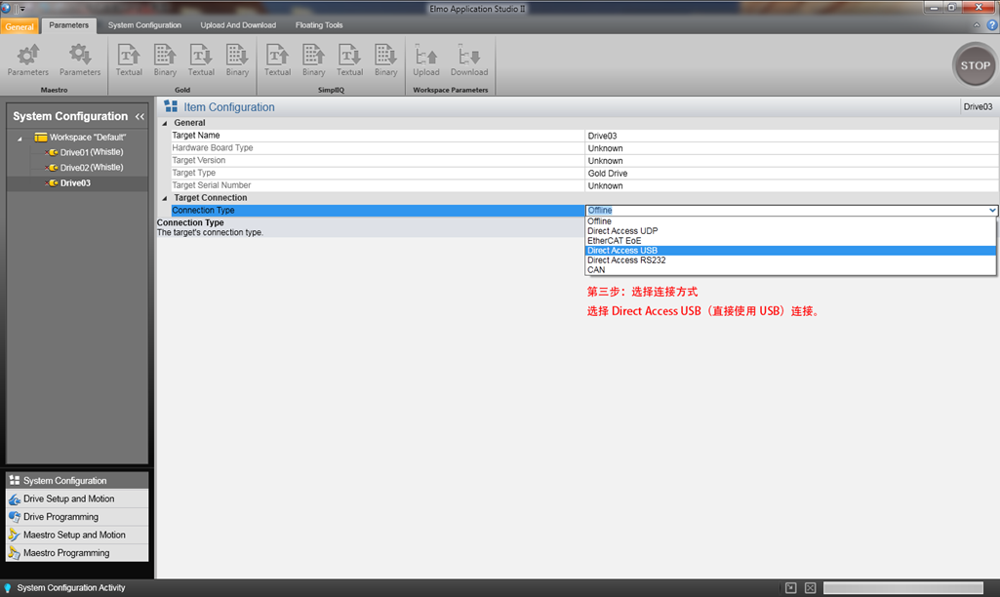 Elmo Application Studio II
General
Parameters
System Configuration
Upload And Download
Floating Tools
Parameters
Parameters
Textual
Binary
Textual
Binary
Textual
Binary
Textual
Binary
Upload
Download
STOP
Maestro
Gold
SimplIQ
Workspace Parameters
System Configuration <<
Workspace "Default"
Drive01(Whistle)
Drive02(Whistle)
Drive03
Item Configuration
Drive03
General
Target Name Drive03
Hardware Board Type Unknown
Target Version Unknown
Target Type Gold Drive
Target Serial Number Unknown
Target Connection
Connection Type Offline
Connection Type
The target's connection type.
Offline
Direct Access UDP
EtherCAT EoE
Direct Access USB
Direct Access RS232
CAN
第三步：选择连接方式
选择 Direct Access USB（直接使用 USB）连接。
System Configuration
Drive Setup and Motion
Drive Programming
Maestro Setup and Motion
Maestro Programming
System Configuration Activity